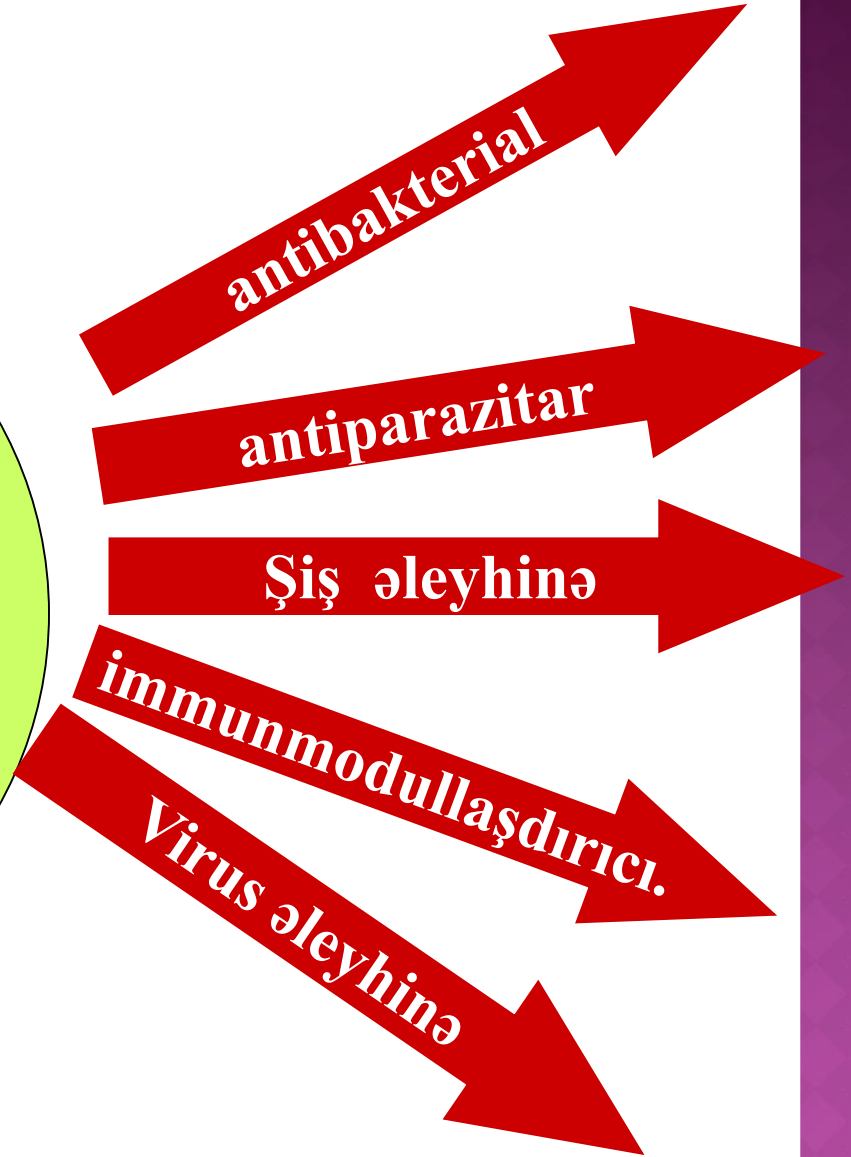 antibakterial
antiparazitar
Şiş əleyhinə
immunmodullaşdırıcı.
Virus əleyhinə